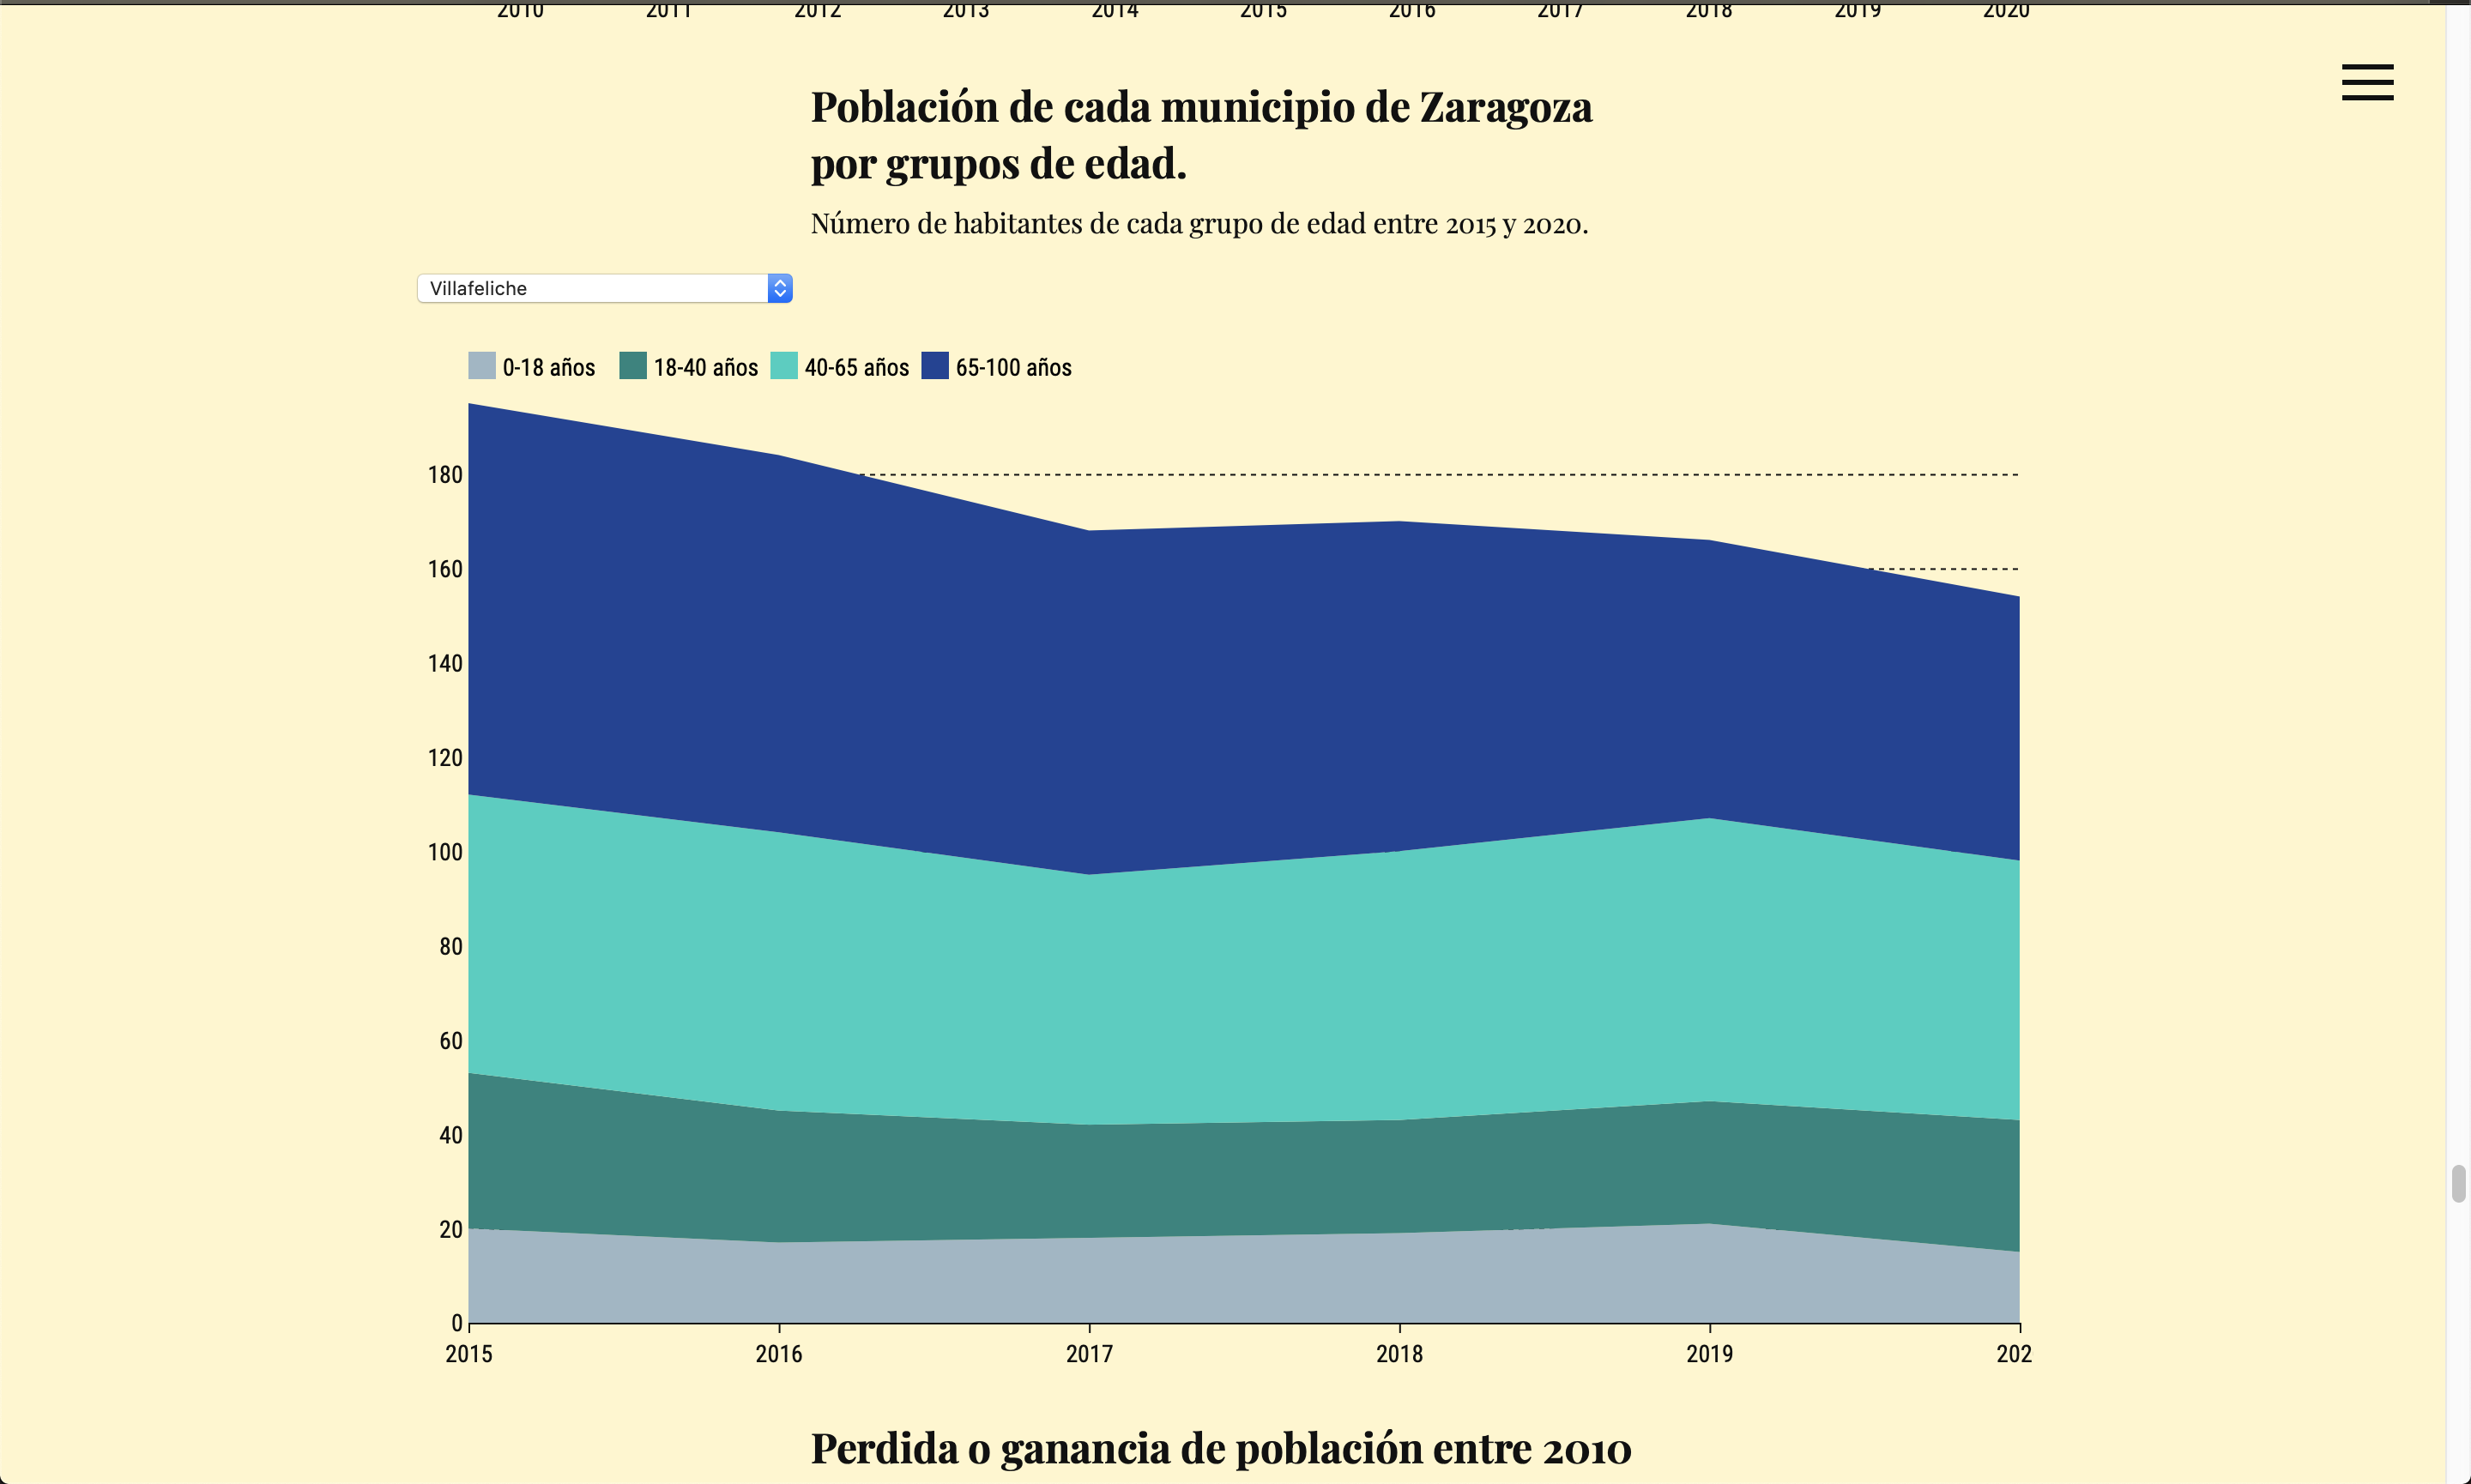 2010 2011 2012 2013 2014 2015 2016 2017 2018 2019 2020
Población de cada municipio de Zaragoza
por grupos de edad.
Número de habitantes de cada grupo de edad entre 2015 y 2020.
Villafeliche
0-18 años 18-40 años 40-65 años 65-100 años
180
160
140
120
100
80
60
40
20
0
2015 2016 2017 2018 2019 202
Perdida o ganancia de población entre 2010